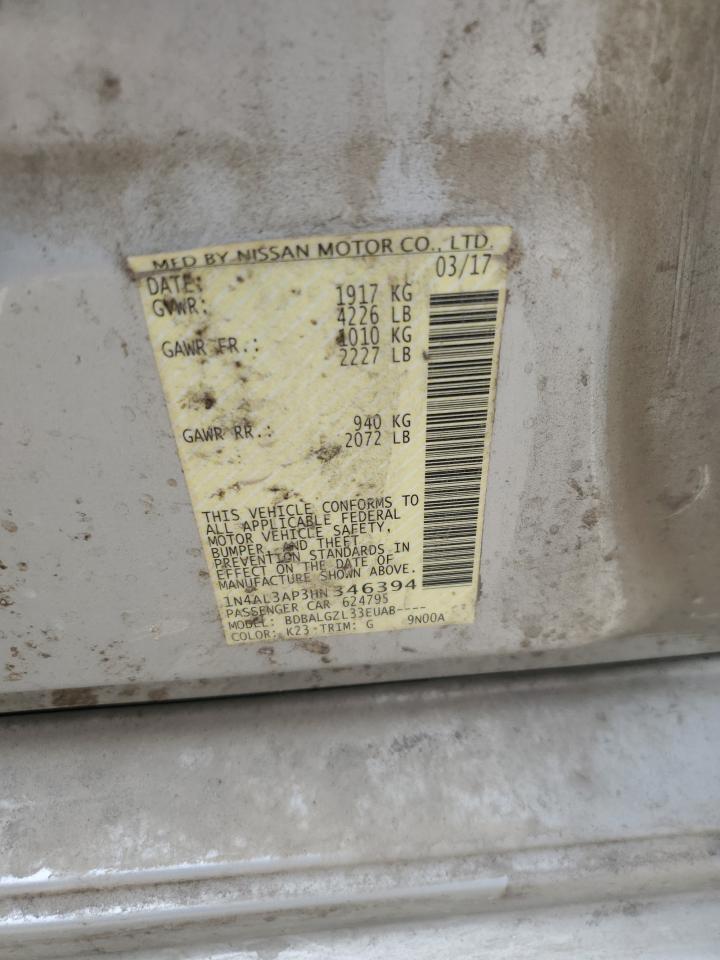 MFD BY NISSAN MOTOR CO., LTD.
DATE: 03/17
GVWR: 1917 KG
4226 LB
GAWR FR.: 1010 KG
2227 LB
GAWR RR.: 940 KG
2072 LB
THIS VEHICLE CONFORMS TO
ALL APPLICABLE FEDERAL
MOTOR VEHICLE SAFETY,
BUMPER, AND THEFT
PREVENTION STANDARDS IN
EFFECT ON THE DATE OF
MANUFACTURE SHOWN ABOVE.
1N4AL3AP3HN346394
PASSENGER CAR 624795
MODEL: BDBALGZL33EUAB----
COLOR: K23 TRIM: G 9N00A